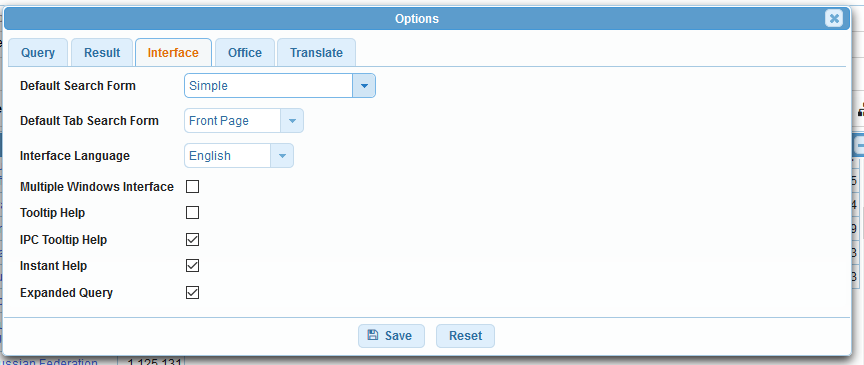 Options
Query Result Interface Office Translate
Default Search Form Simple
Default Tab Search Form Front Page
Interface Language English
Multiple Windows Interface
Tooltip Help
IPC Tooltip Help
Instant Help
Expanded Query
Save Reset
ussian Federation 1,125,131